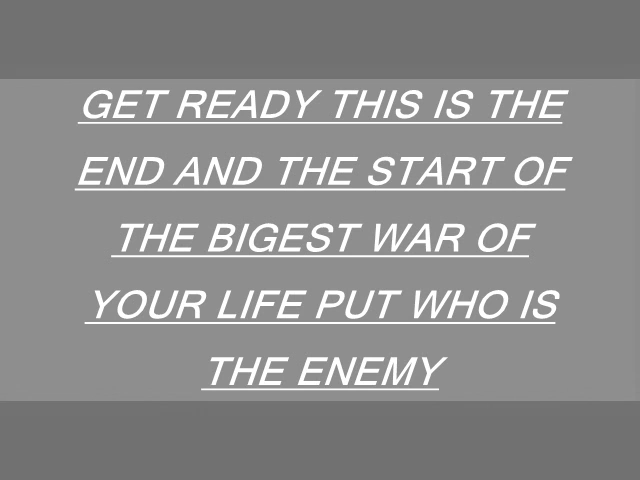 GET READY THIS IS THE
END AND THE START OF
THE BIGEST WAR OF
YOUR LIFE PUT WHO IS
THE ENEMY